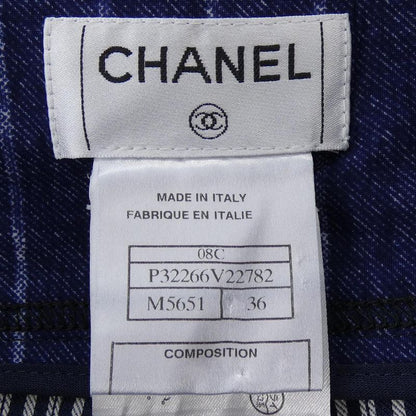 CHANEL
MADE IN ITALY
FABRIQUE EN ITALIE
08C
P32266V22782
M5651 36
COMPOSITION